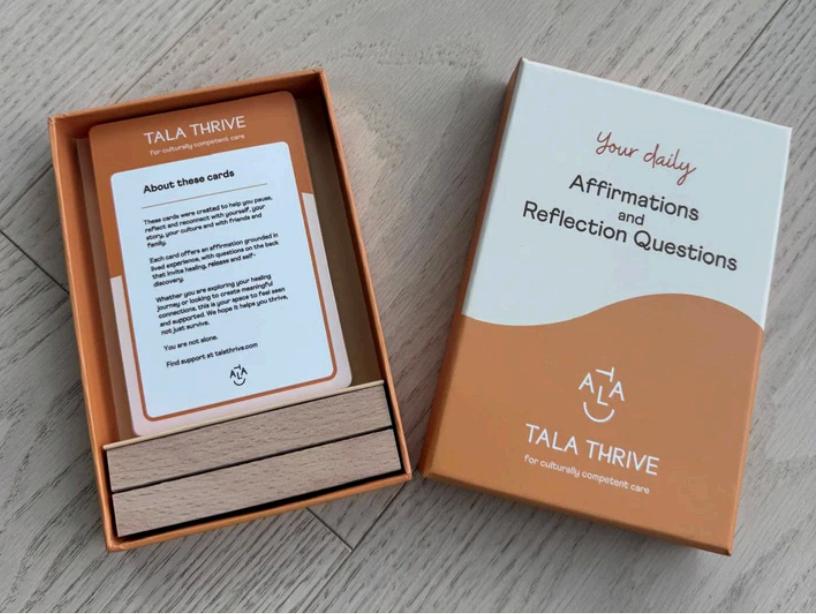 TALA THRIVE
for culturally competent care
About these cards
These cards were created to help you pause,
reflect and reconnect with yourself, your
story, your culture and with friends and
family.
Each card offers an affirmation grounded in
lived experience, with questions on the back
that invite healing, release and self-
discovery.
Whether you are exploring your healing
journey or looking to create meaningful
connections, this is your space to feel seen
and supported. We hope it helps you thrive,
not just survive.
You are not alone.
Find support at talathrive.com
TALA
Your daily
Affirmations
and
Reflection Questions
TALA
TALA THRIVE
for culturally competent care